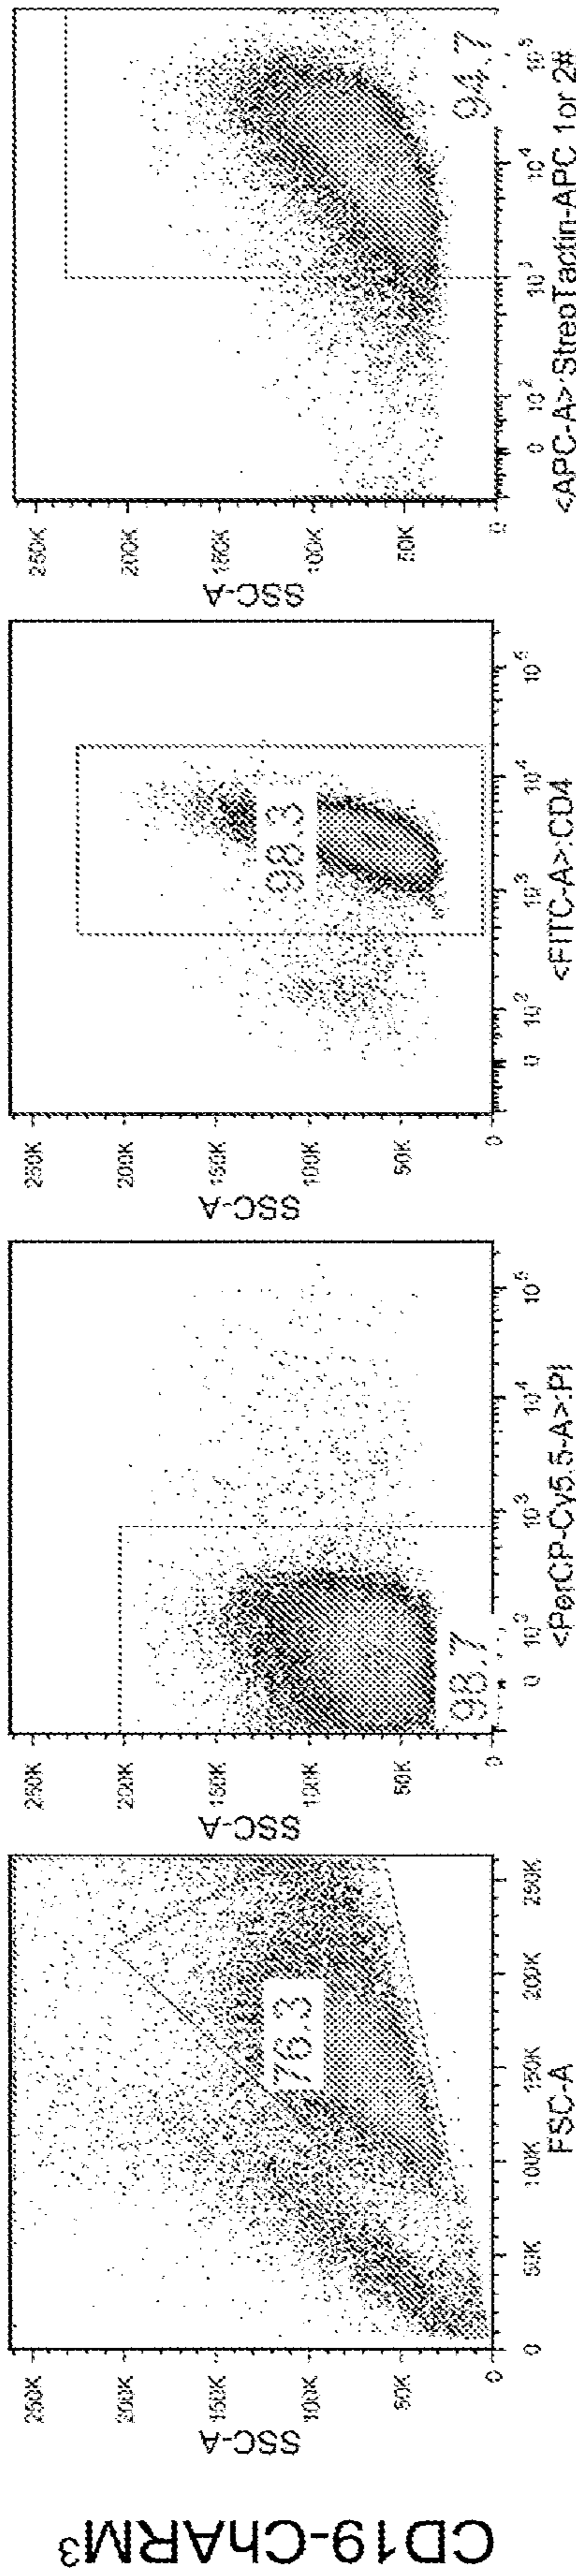 CD19-ChARM³
SSC-A
250K
200K
150K
100K
50K
0
76.3
0
50K
100K
150K
200K
250K
FSC-A
SSC-A
250K
200K
150K
100K
50K
0
98.7
0
10²
10³
10⁴
10⁵
<PerCP-Cy5.5-A>:PI
SSC-A
250K
200K
150K
100K
50K
0
98.3
0
10²
10³
10⁴
10⁵
<FITC-A>:CD4
SSC-A
250K
200K
150K
100K
50K
0
94.7
0
10²
10³
10⁴
10⁵
<APC-A>:StrepTactin-APC 1or 2#